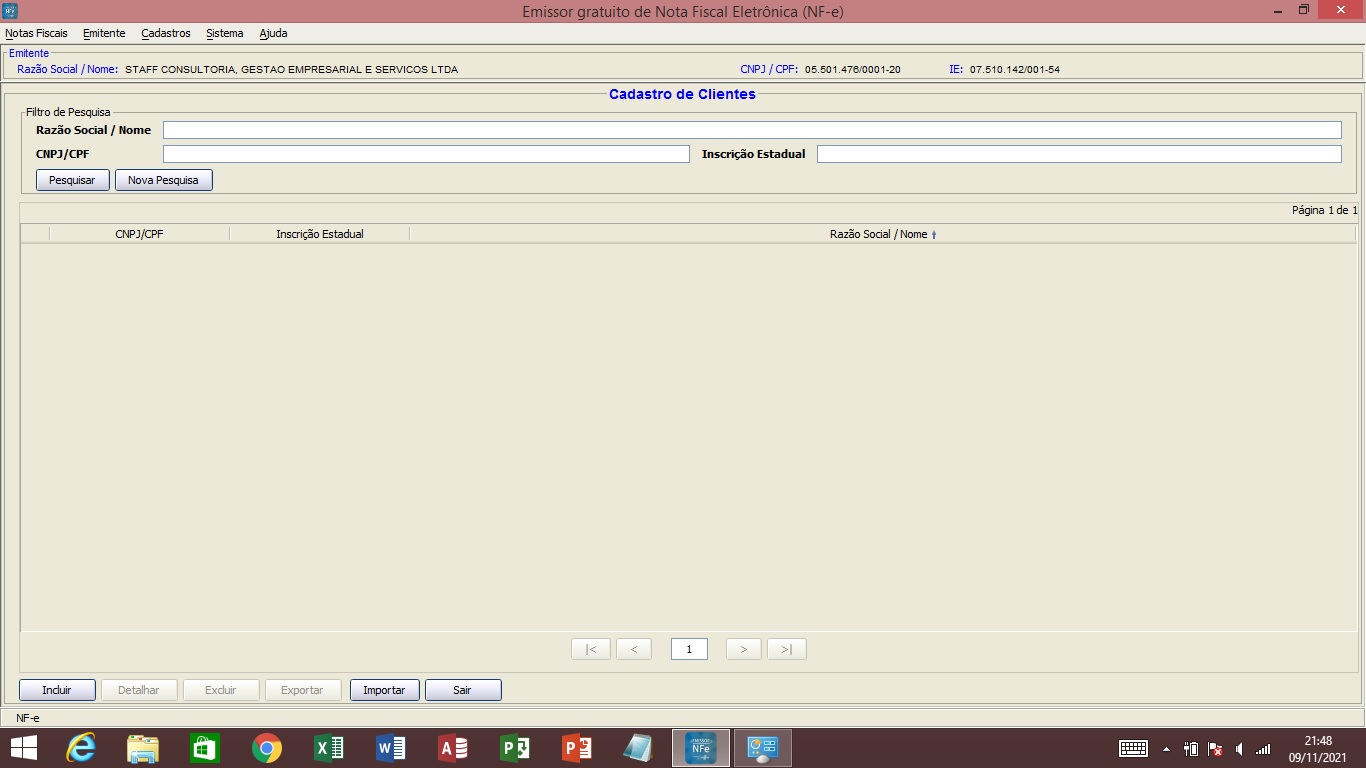 Emissor gratuito de Nota Fiscal Eletrônica (NF-e)
Notas Fiscais Emitente Cadastros Sistema Ajuda
Emitente
Razão Social / Nome: STAFF CONSULTORIA, GESTAO EMPRESARIAL E SERVICOS LTDA CNPJ / CPF: 05.501.476/0001-20 IE: 07.510.142/001-54
Cadastro de Clientes
Filtro de Pesquisa
Razão Social / Nome
CNPJ/CPF Inscrição Estadual
Pesquisar Nova Pesquisa
Página 1 de 1
CNPJ/CPF Inscrição Estadual Razão Social / Nome
|< < 1 > >|
Incluir Detalhar Excluir Exportar Importar Sair
NF-e
NFe
21:48
09/11/2021